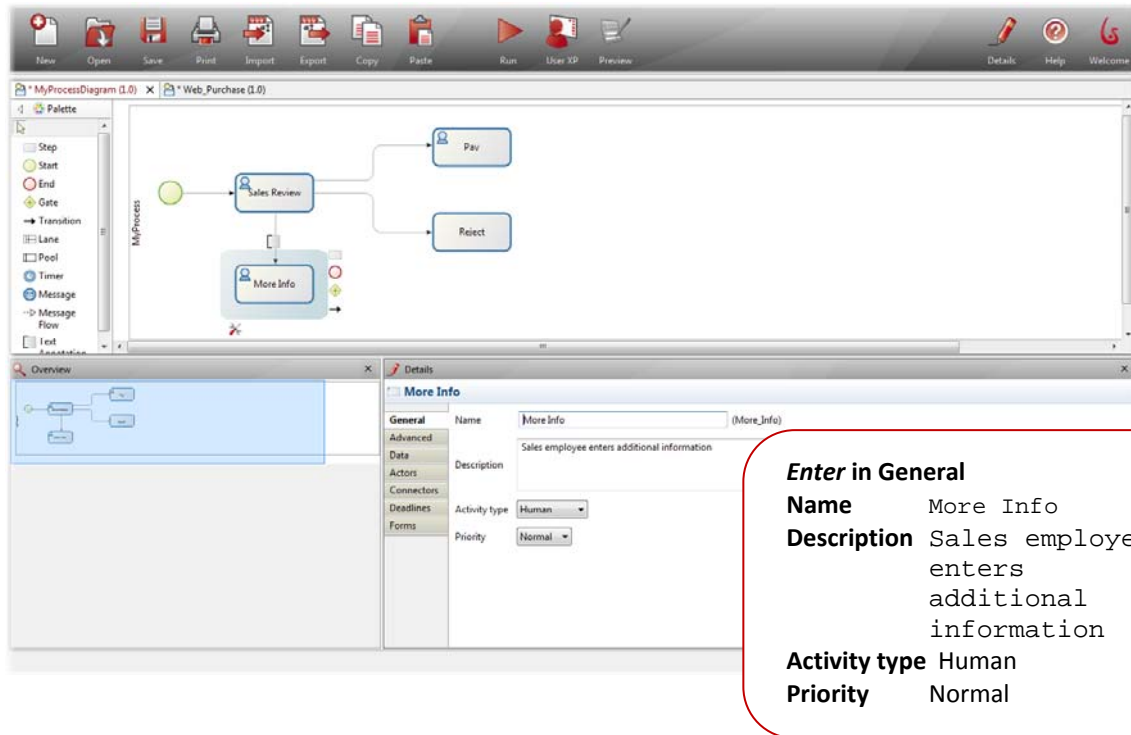 New Open Save Print Import Export Copy Paste Run User XP Preview Details Help Welcome
* MyProcessDiagram (1.0) * Web_Purchase (1.0)
Palette
Step
Start
End
Gate
Transition
Lane
Pool
Timer
Message
Message
Flow
Text
Annotation
MyProcess
Sales Review
Pay
Reject
More Info
Overview
Details
More Info
General
Advanced
Data
Actors
Connectors
Deadlines
Forms
Name More Info (More_Info)
Description Sales employee enters additional information
Activity type Human
Priority Normal
Enter in General
Name More Info
Description Sales employe
enters
additional
information
Activity type Human
Priority Normal